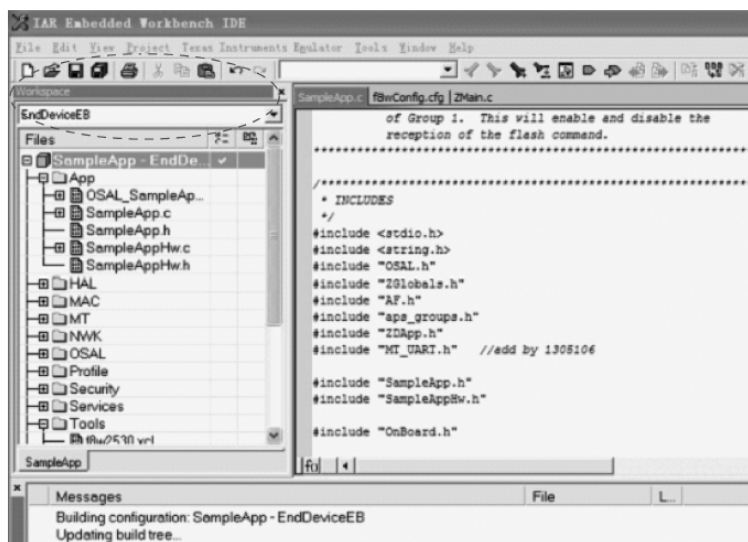 IAR Embedded Workbench IDE
File Edit View Project Texas Instruments Emulator Tools Window Help
Workspace
EndDeviceEB
Files
SampleApp - EndDe...
App
OSAL_SampleAp...
SampleApp.c
SampleApp.h
SampleAppHw.c
SampleAppHw.h
HAL
MAC
MT
NWK
OSAL
Profile
Security
Services
Tools
f8w2530.xcl
SampleApp
SampleApp.c f8wConfig.cfg ZMain.c
of Group 1. This will enable and disable the
reception of the flash command.
/*
* INCLUDES
*/
#include <stdio.h>
#include <string.h>
#include "OSAL.h"
#include "ZGlobals.h"
#include "AF.h"
#include "aps_groups.h"
#include "ZDApp.h"
#include "MT_UART.h" //add by 1305106
#include "SampleApp.h"
#include "SampleAppHw.h"
#include "OnBoard.h"
Messages File L...
Building configuration: SampleApp - EndDeviceEB
Updating build tree...